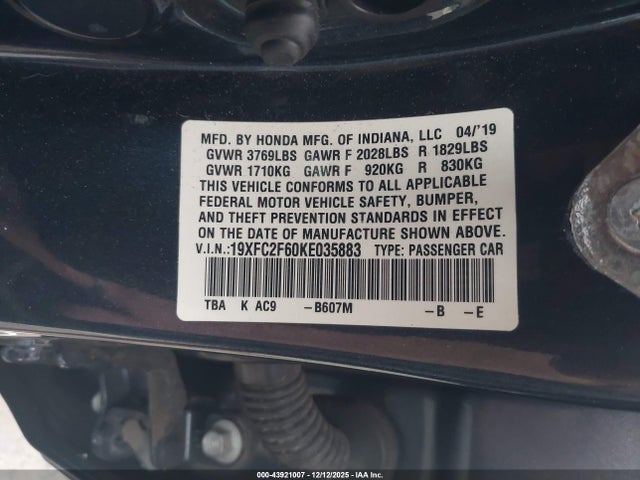 MFD. BY HONDA MFG. OF INDIANA, LLC 04/'19
GVWR 3769LBS GAWR F 2028LBS R 1829LBS
GVWR 1710KG GAWR F 920KG R 830KG
THIS VEHICLE CONFORMS TO ALL APPLICABLE
FEDERAL MOTOR VEHICLE SAFETY, BUMPER,
AND THEFT PREVENTION STANDARDS IN EFFECT
ON THE DATE OF MANUFACTURE SHOWN ABOVE.
V.I.N.:19XFC2F60KE035883 TYPE: PASSENGER CAR
TBA K AC9 –B607M –B –E
000-43921007 - 12/12/2025 - IAA Inc.